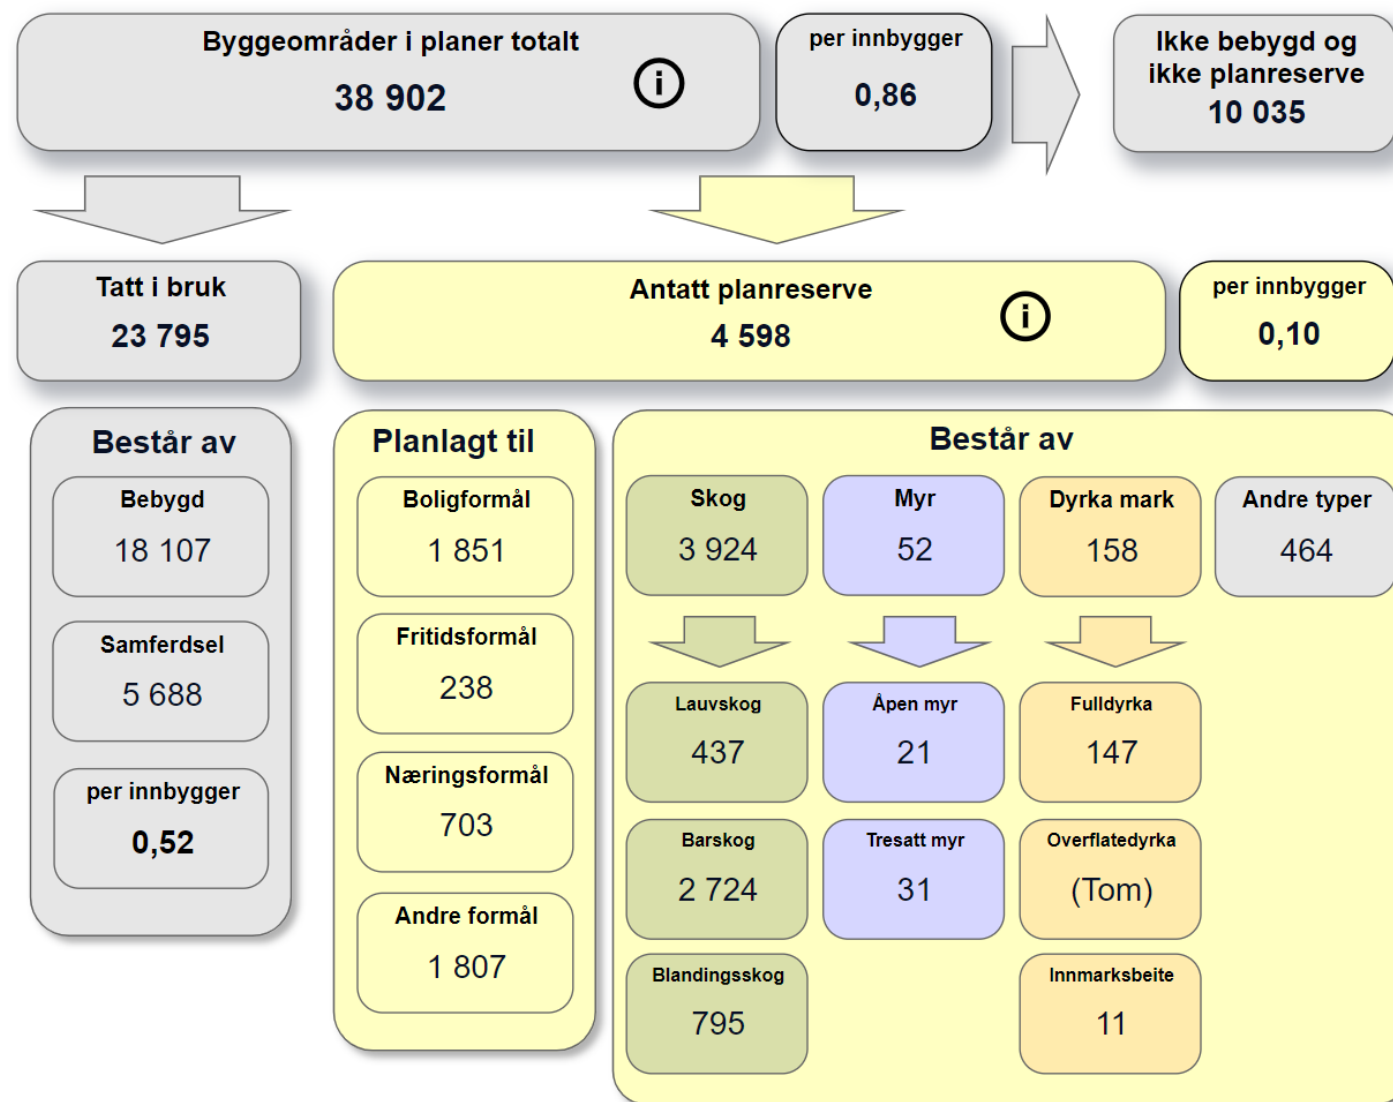 Byggeområder i planer totalt
38 902
per innbygger
0,86
Ikke bebygd og
ikke planreserve
10 035
Tatt i bruk
23 795
Antatt planreserve
4 598
per innbygger
0,10
Består av
Bebygd
18 107
Samferdsel
5 688
per innbygger
0,52
Planlagt til
Boligformål
1 851
Fritidsformål
238
Næringsformål
703
Andre formål
1 807
Består av
Skog
3 924
Myr
52
Dyrka mark
158
Andre typer
464
Lauvskog
437
Åpen myr
21
Fulldyrka
147
Barskog
2 724
Tresatt myr
31
Overflatedyrka
(Tom)
Blandingsskog
795
Innmarksbeite
11